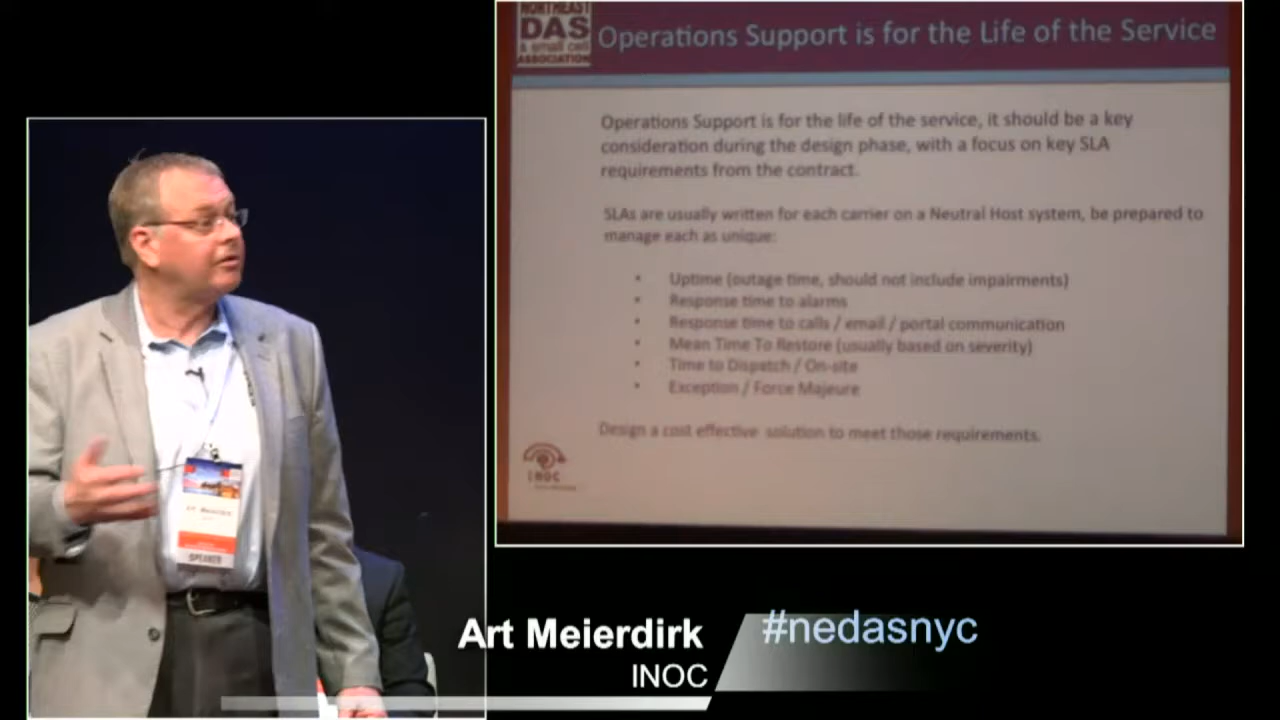 NORTHEAST
DAS
& small cell
ASSOCIATION
Operations Support is for the Life of the Service
Operations Support is for the life of the service, it should be a key
consideration during the design phase, with a focus on key SLA
requirements from the contract.
SLAs are usually written for each carrier on a Neutral Host system, be prepared to
manage each as unique:
• Uptime (outage time, should not include impairments)
• Response time to alarms
• Response time to calls / email / portal communication
• Mean Time To Restore (usually based on severity)
• Time to Dispatch / On-site
• Exception / Force Majeure
Design a cost effective solution to meet those requirements.
INOC
Art Meierdirk
SPEAKER
Art Meierdirk
INOC
#nedasnyc